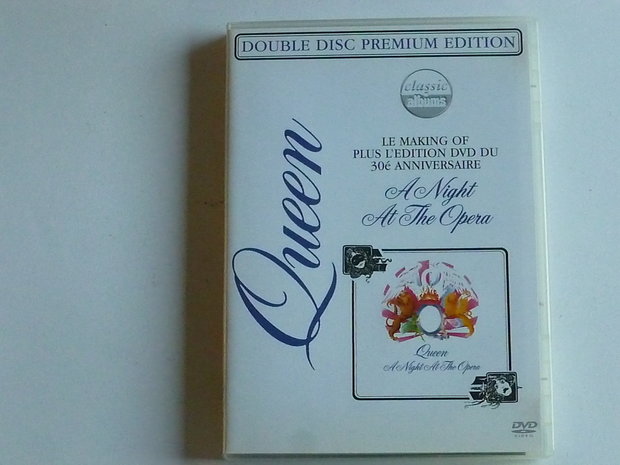 DOUBLE DISC PREMIUM EDITION
classic
albums
LE MAKING OF
PLUS L'EDITION DVD DU
30é ANNIVERSAIRE
A Night
At The Opera
Queen
Queen
A Night At The Opera
DVD
VIDEO